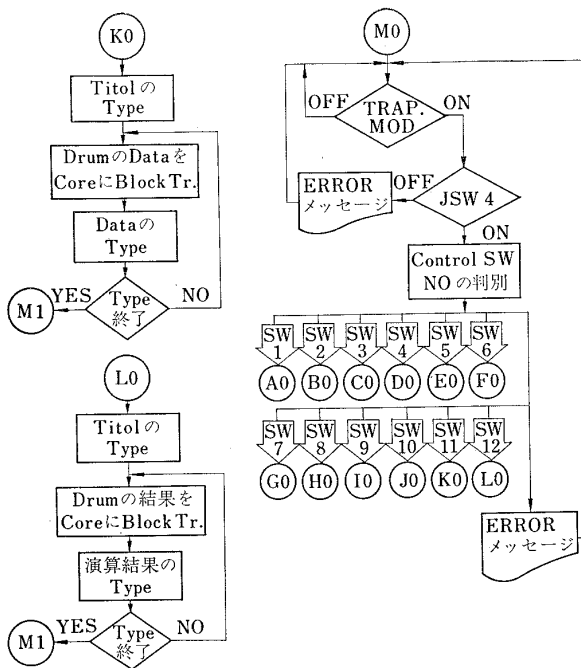 K0
Titolの
Type
DrumのDataを
CoreにBlockTr.
Dataの
Type
Type
終了
YES
NO
M1
L0
Titolの
Type
Drumの結果を
CoreにBlockTr.
演算結果の
Type
Type
終了
YES
NO
M1
M0
TRAP.
MOD
OFF
ON
JSW 4
OFF
ON
ERROR
メッセージ
Control SW
NOの判別
SW
1
SW
2
SW
3
SW
4
SW
5
SW
6
A0
B0
C0
D0
E0
F0
SW
7
SW
8
SW
9
SW
10
SW
11
SW
12
G0
H0
I0
J0
K0
L0
ERROR
メッセージ